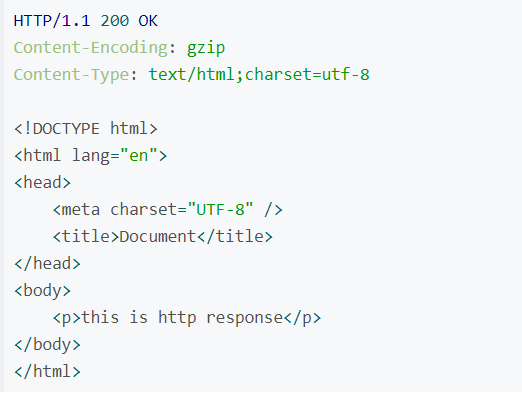 HTTP/1.1 200 OK
Content-Encoding: gzip
Content-Type: text/html;charset=utf-8

<!DOCTYPE html>
<html lang="en">
<head>
    <meta charset="UTF-8" />
    <title>Document</title>
</head>
<body>
    <p>this is http response</p>
</body>
</html>